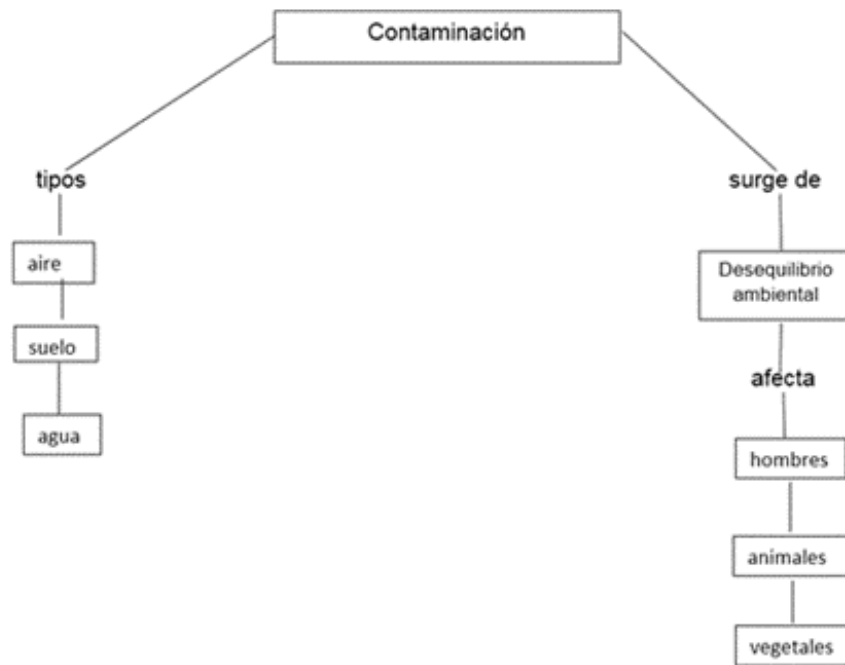 Contaminación
tipos
aire
suelo
agua
surge de
Desequilibrio
ambiental
afecta
hombres
animales
vegetales